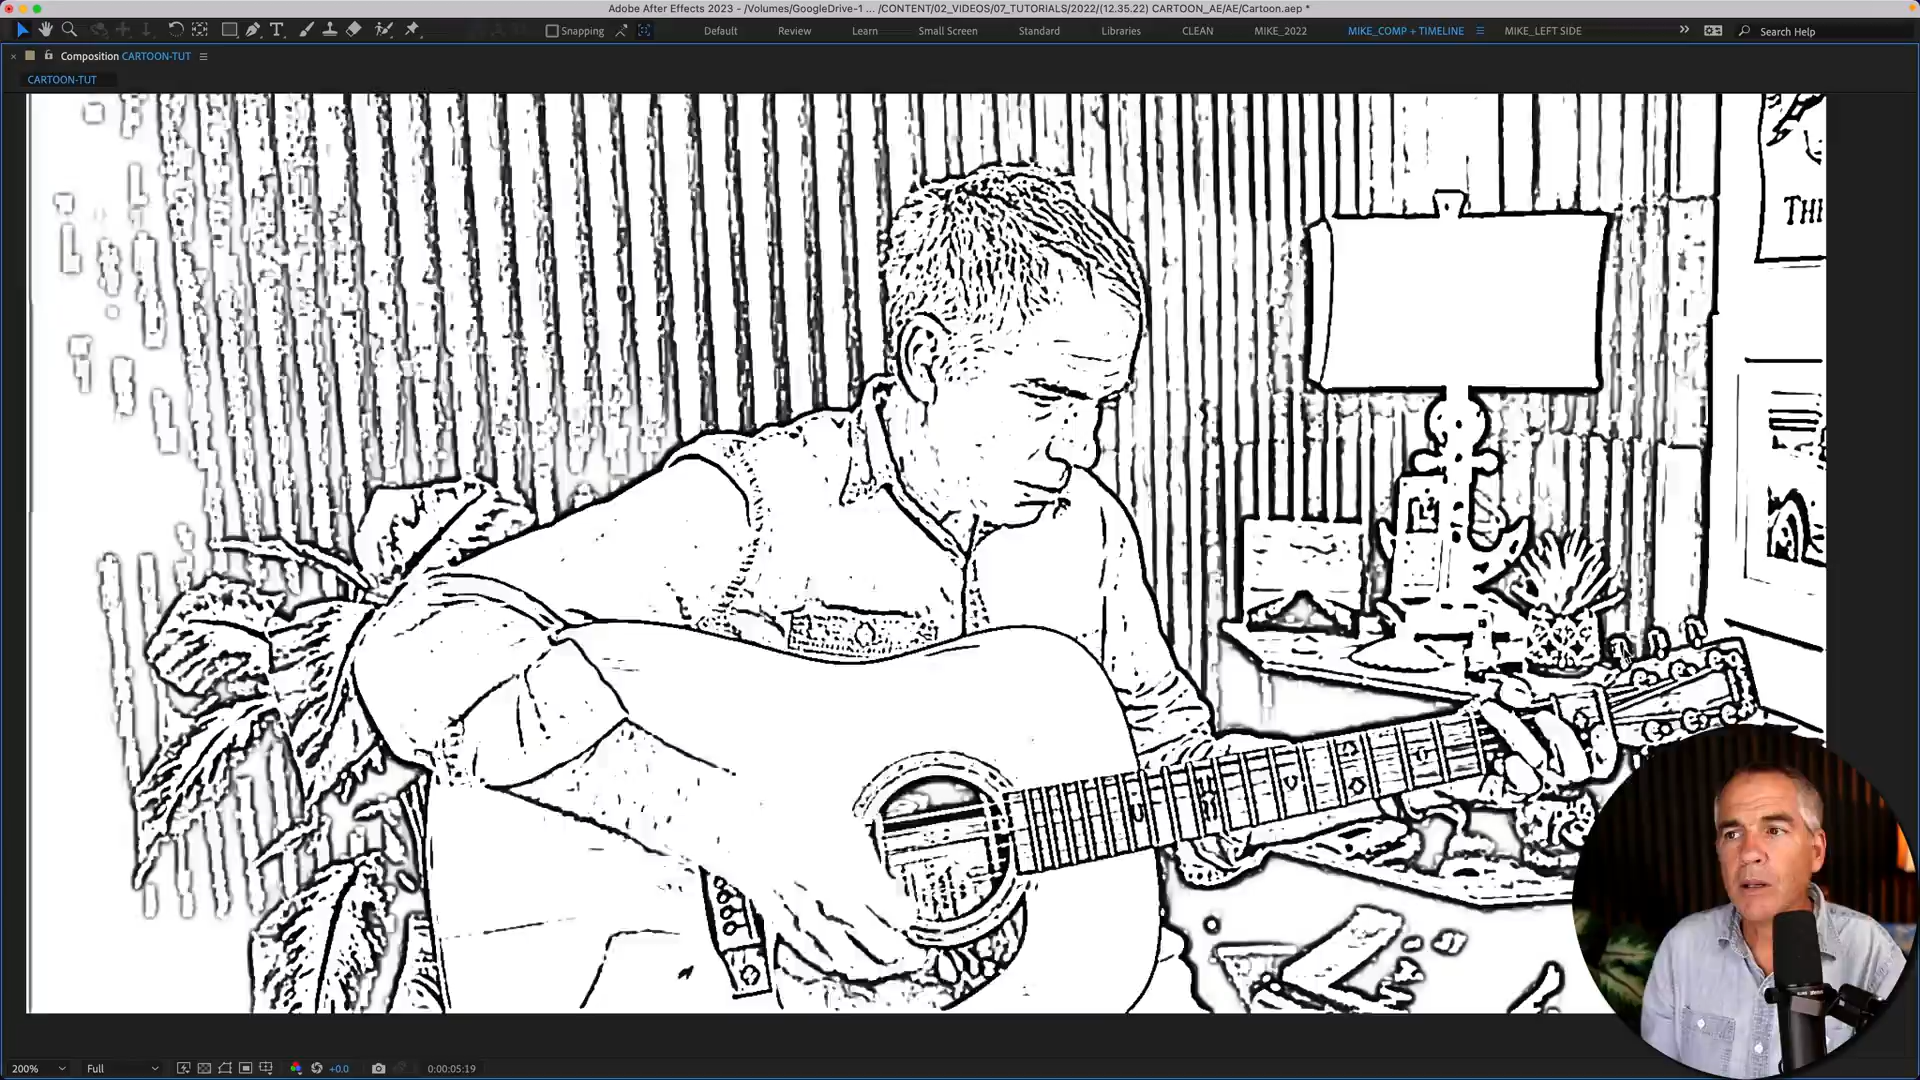 Adobe After Effects 2023 - /Volumes/GoogleDrive-1 ... /CONTENT/02_VIDEOS/07_TUTORIALS/2022/(12.35.22) CARTOON_AE/AE/Cartoon.aep *
Snapping Default Review Learn Small Screen Standard Libraries CLEAN MIKE_2022 MIKE_COMP + TIMELINE MIKE_LEFT SIDE Search Help
Composition CARTOON-TUT
CARTOON-TUT
THI
200% Full +0.0 0:00:05:19